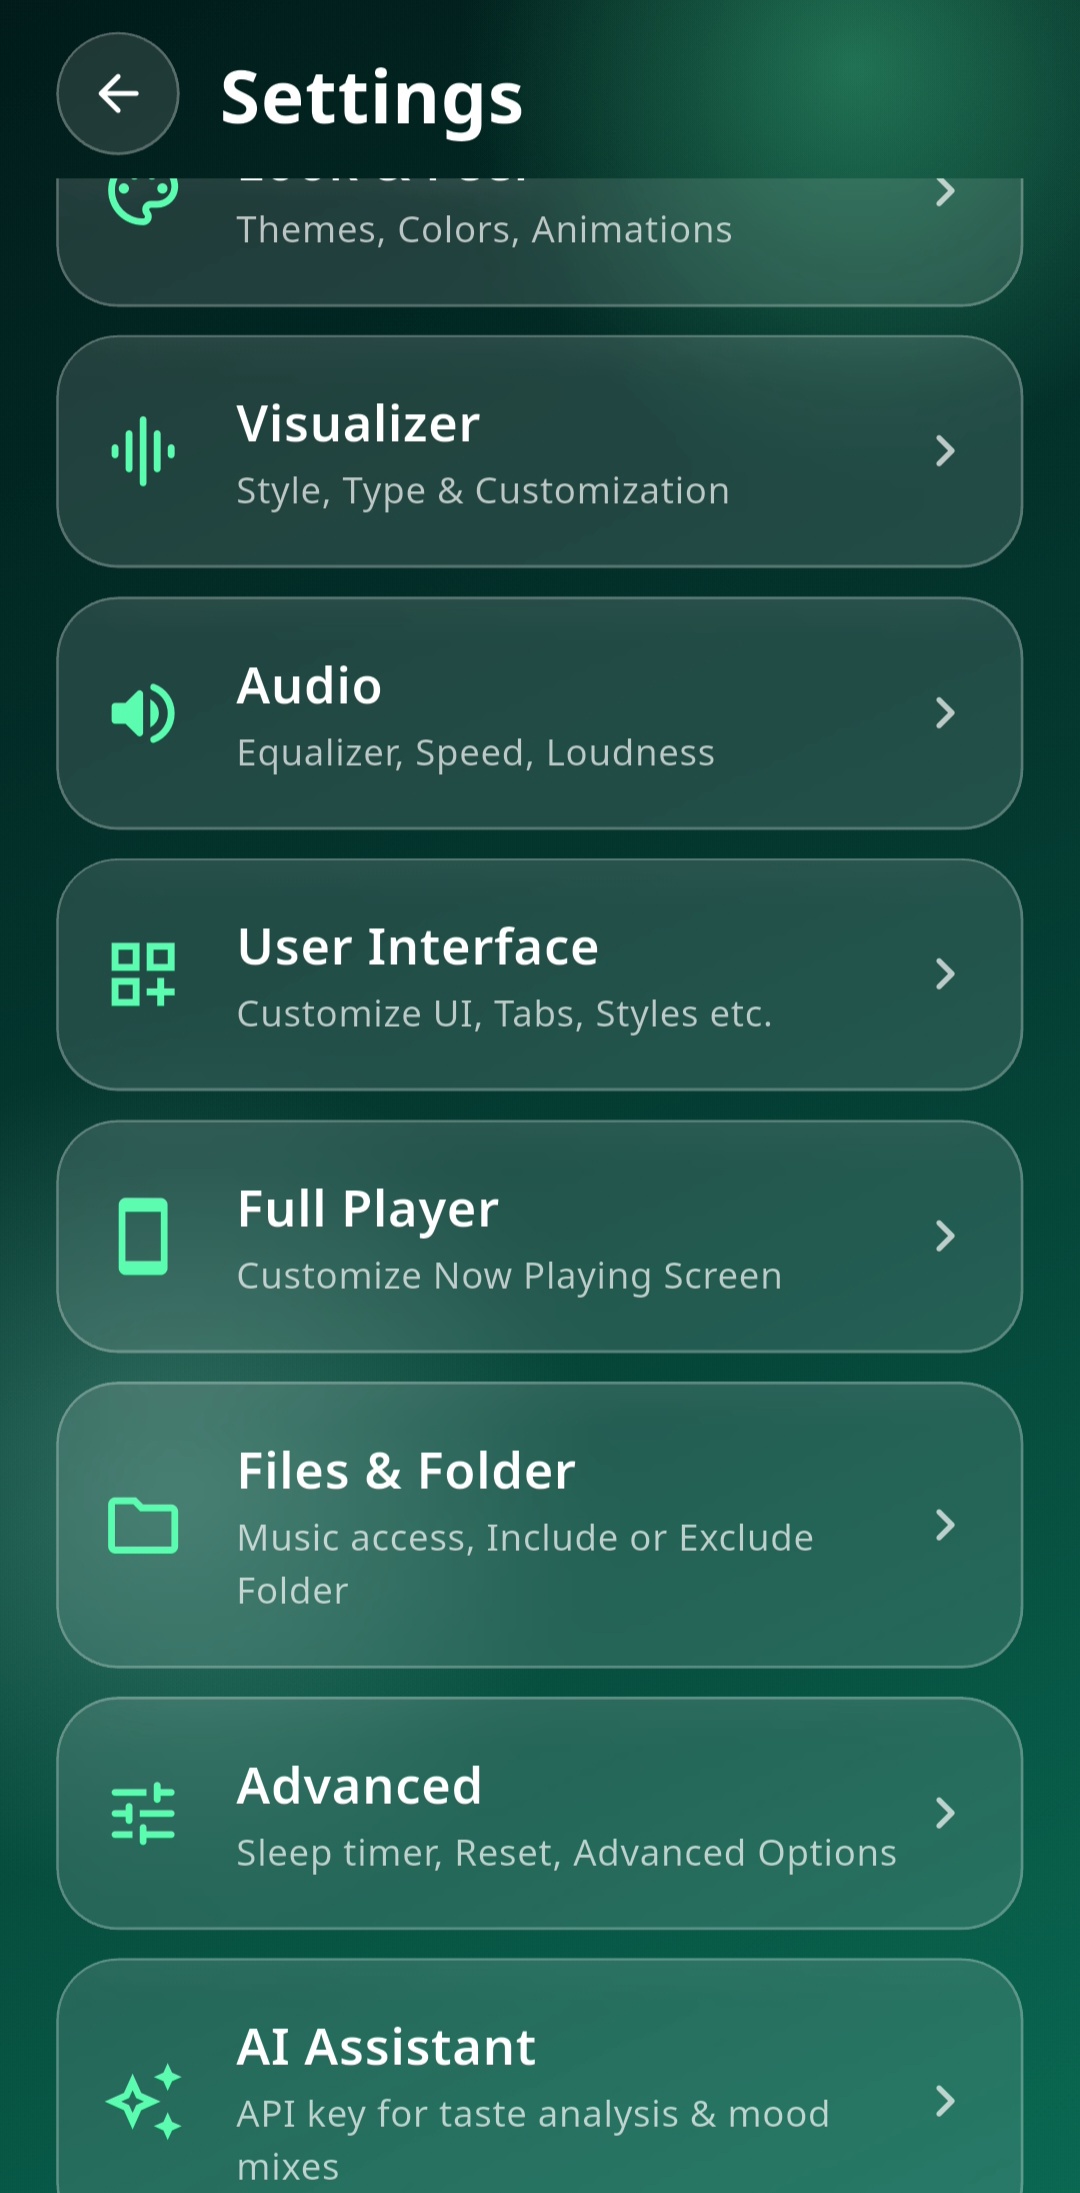 Settings
Themes, Colors, Animations
Visualizer
Style, Type & Customization
Audio
Equalizer, Speed, Loudness
User Interface
Customize UI, Tabs, Styles etc.
Full Player
Customize Now Playing Screen
Files & Folder
Music access, Include or Exclude
Folder
Advanced
Sleep timer, Reset, Advanced Options
AI Assistant
API key for taste analysis & mood
mixes